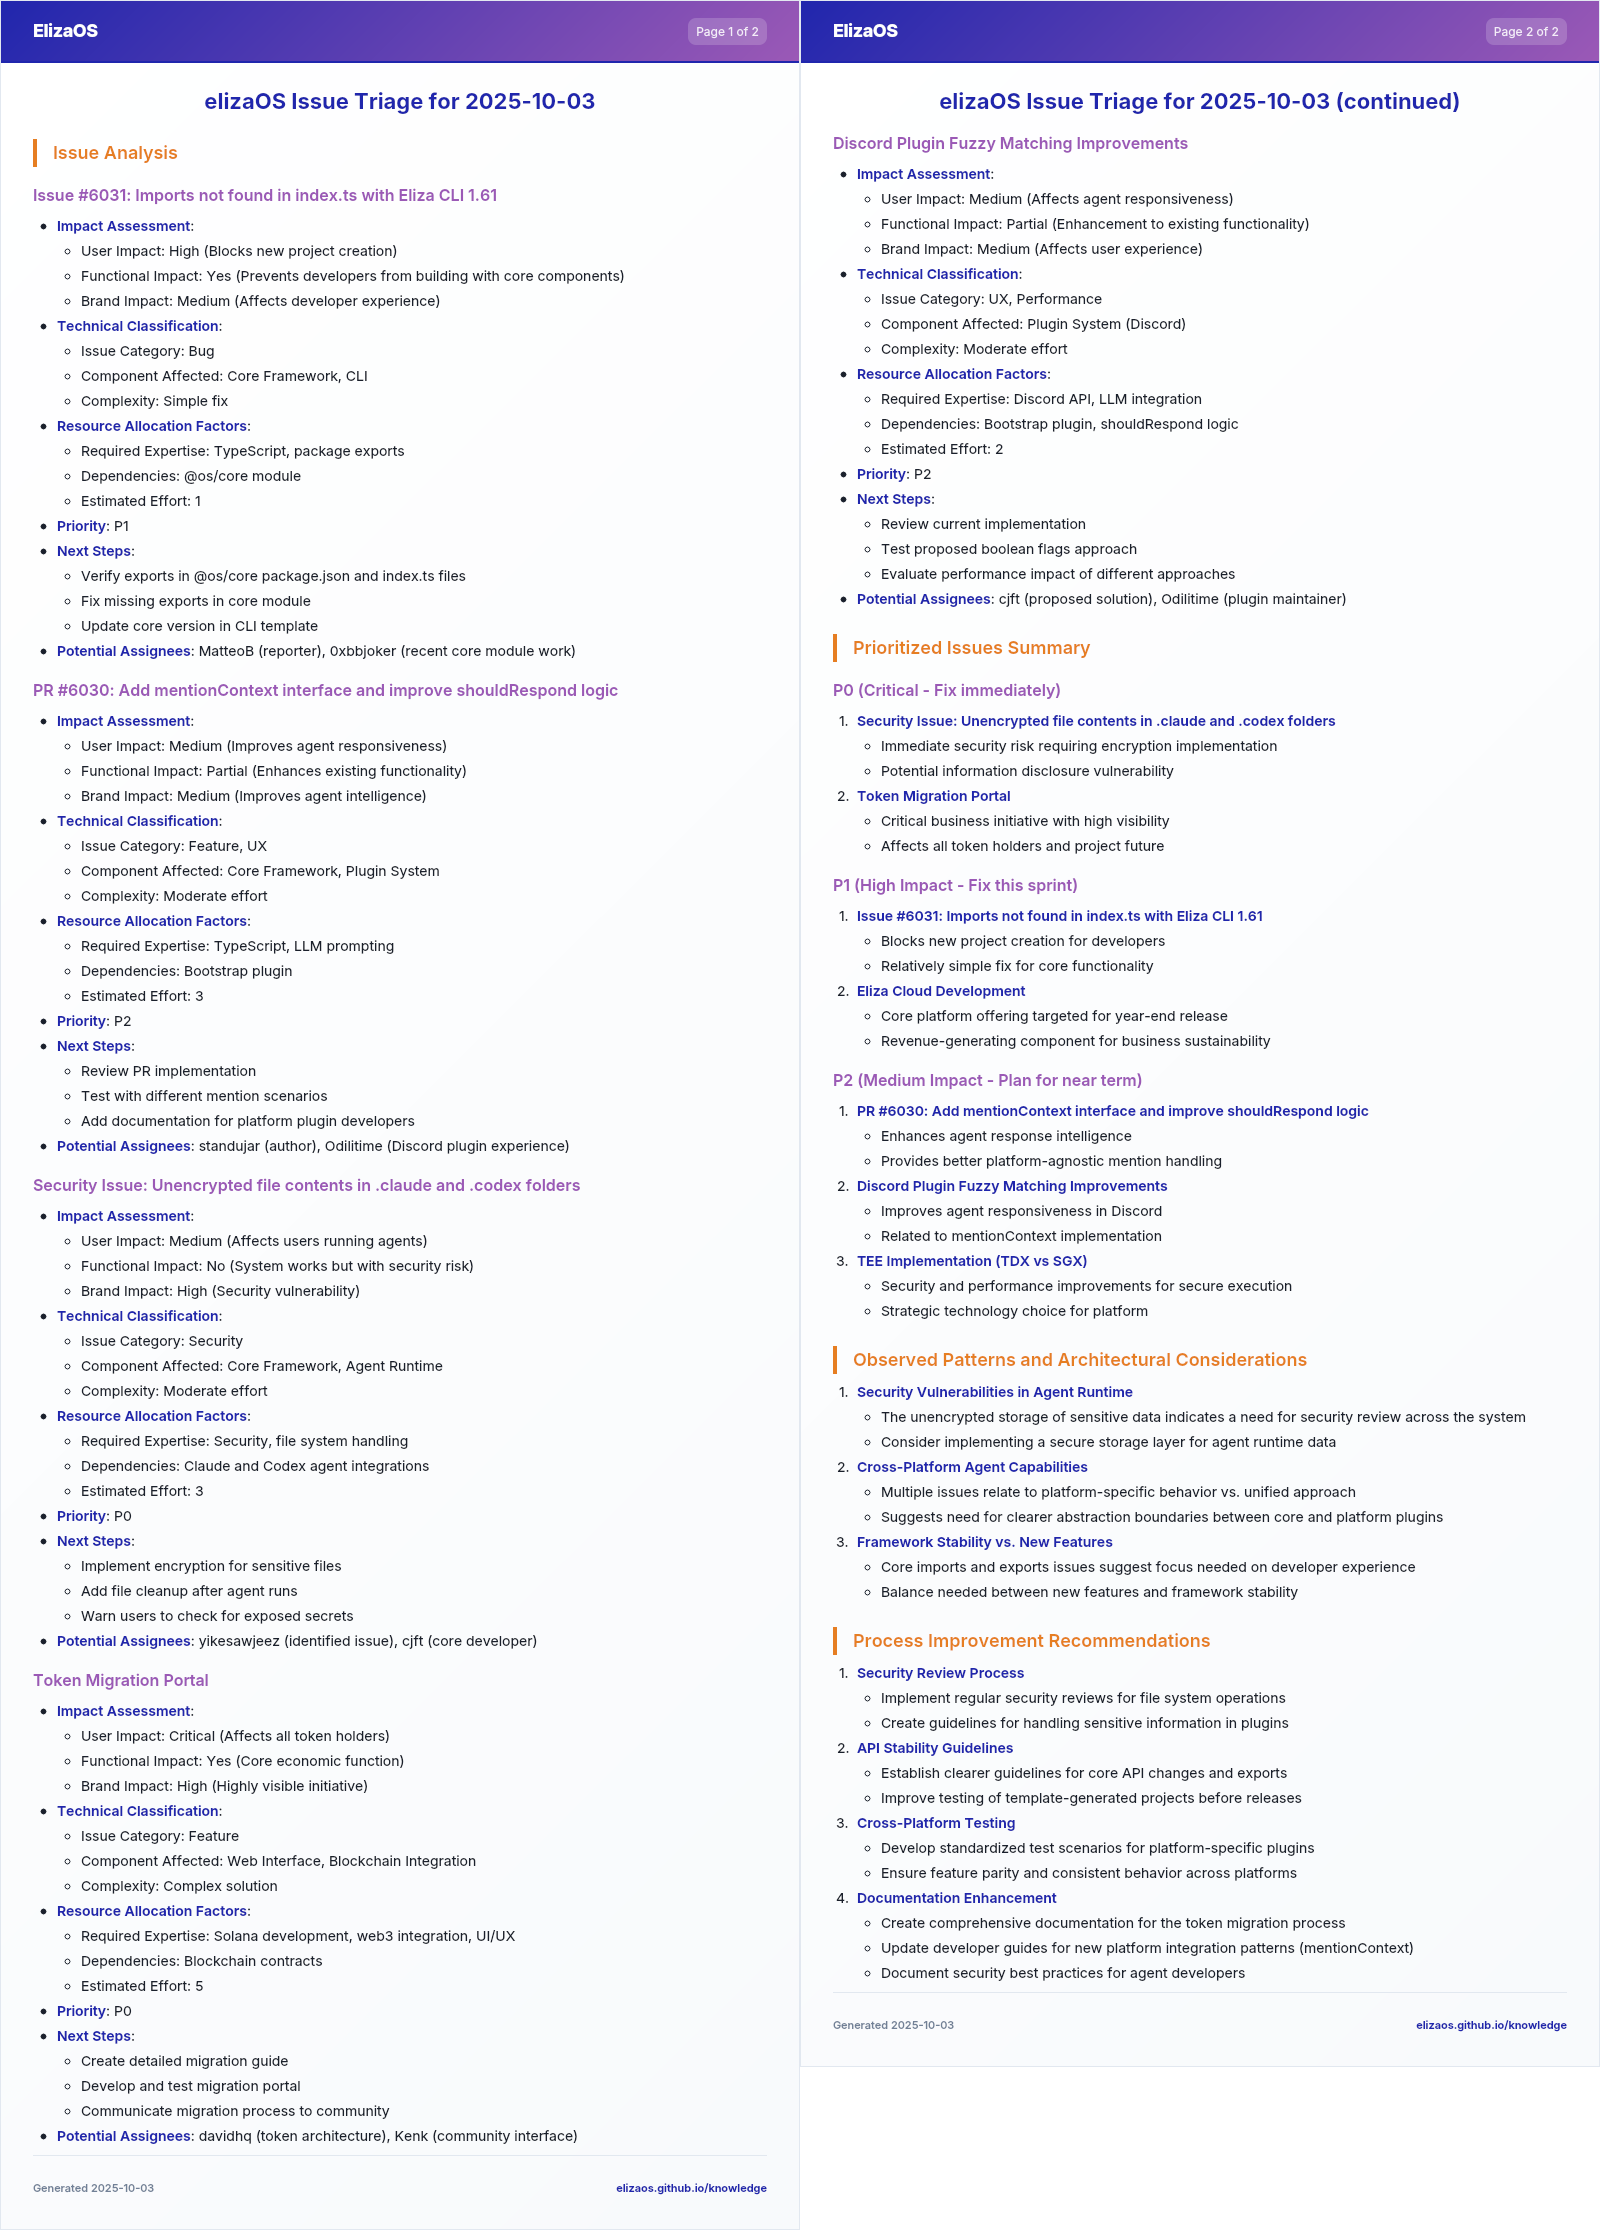 ElizaOS
Page 1 of 2
elizaOS Issue Triage for 2025-10-03
Issue Analysis
Issue #6031: Imports not found in index.ts with Eliza CLI 1.61
• Impact Assessment:
◦ User Impact: High (Blocks new project creation)
◦ Functional Impact: Yes (Prevents developers from building with core components)
◦ Brand Impact: Medium (Affects developer experience)
• Technical Classification:
◦ Issue Category: Bug
◦ Component Affected: Core Framework, CLI
◦ Complexity: Simple fix
• Resource Allocation Factors:
◦ Required Expertise: TypeScript, package exports
◦ Dependencies: @os/core module
◦ Estimated Effort: 1
• Priority: P1
• Next Steps:
◦ Verify exports in @os/core package.json and index.ts files
◦ Fix missing exports in core module
◦ Update core version in CLI template
• Potential Assignees: MatteoB (reporter), 0xbbjoker (recent core module work)
PR #6030: Add mentionContext interface and improve shouldRespond logic
• Impact Assessment:
◦ User Impact: Medium (Improves agent responsiveness)
◦ Functional Impact: Partial (Enhances existing functionality)
◦ Brand Impact: Medium (Improves agent intelligence)
• Technical Classification:
◦ Issue Category: Feature, UX
◦ Component Affected: Core Framework, Plugin System
◦ Complexity: Moderate effort
• Resource Allocation Factors:
◦ Required Expertise: TypeScript, LLM prompting
◦ Dependencies: Bootstrap plugin
◦ Estimated Effort: 3
• Priority: P2
• Next Steps:
◦ Review PR implementation
◦ Test with different mention scenarios
◦ Add documentation for platform plugin developers
• Potential Assignees: standujar (author), Odilitime (Discord plugin experience)
Security Issue: Unencrypted file contents in .claude and .codex folders
• Impact Assessment:
◦ User Impact: Medium (Affects users running agents)
◦ Functional Impact: No (System works but with security risk)
◦ Brand Impact: High (Security vulnerability)
• Technical Classification:
◦ Issue Category: Security
◦ Component Affected: Core Framework, Agent Runtime
◦ Complexity: Moderate effort
• Resource Allocation Factors:
◦ Required Expertise: Security, file system handling
◦ Dependencies: Claude and Codex agent integrations
◦ Estimated Effort: 3
• Priority: P0
• Next Steps:
◦ Implement encryption for sensitive files
◦ Add file cleanup after agent runs
◦ Warn users to check for exposed secrets
• Potential Assignees: yikesawjeez (identified issue), cjft (core developer)
Token Migration Portal
• Impact Assessment:
◦ User Impact: Critical (Affects all token holders)
◦ Functional Impact: Yes (Core economic function)
◦ Brand Impact: High (Highly visible initiative)
• Technical Classification:
◦ Issue Category: Feature
◦ Component Affected: Web Interface, Blockchain Integration
◦ Complexity: Complex solution
• Resource Allocation Factors:
◦ Required Expertise: Solana development, web3 integration, UI/UX
◦ Dependencies: Blockchain contracts
◦ Estimated Effort: 5
• Priority: P0
• Next Steps:
◦ Create detailed migration guide
◦ Develop and test migration portal
◦ Communicate migration process to community
• Potential Assignees: davidhq (token architecture), Kenk (community interface)
Generated 2025-10-03
elizaos.github.io/knowledge
ElizaOS
Page 2 of 2
elizaOS Issue Triage for 2025-10-03 (continued)
Discord Plugin Fuzzy Matching Improvements
• Impact Assessment:
◦ User Impact: Medium (Affects agent responsiveness)
◦ Functional Impact: Partial (Enhancement to existing functionality)
◦ Brand Impact: Medium (Affects user experience)
• Technical Classification:
◦ Issue Category: UX, Performance
◦ Component Affected: Plugin System (Discord)
◦ Complexity: Moderate effort
• Resource Allocation Factors:
◦ Required Expertise: Discord API, LLM integration
◦ Dependencies: Bootstrap plugin, shouldRespond logic
◦ Estimated Effort: 2
• Priority: P2
• Next Steps:
◦ Review current implementation
◦ Test proposed boolean flags approach
◦ Evaluate performance impact of different approaches
• Potential Assignees: cjft (proposed solution), Odilitime (plugin maintainer)
Prioritized Issues Summary
P0 (Critical - Fix immediately)
1. Security Issue: Unencrypted file contents in .claude and .codex folders
◦ Immediate security risk requiring encryption implementation
◦ Potential information disclosure vulnerability
2. Token Migration Portal
◦ Critical business initiative with high visibility
◦ Affects all token holders and project future
P1 (High Impact - Fix this sprint)
1. Issue #6031: Imports not found in index.ts with Eliza CLI 1.61
◦ Blocks new project creation for developers
◦ Relatively simple fix for core functionality
2. Eliza Cloud Development
◦ Core platform offering targeted for year-end release
◦ Revenue-generating component for business sustainability
P2 (Medium Impact - Plan for near term)
1. PR #6030: Add mentionContext interface and improve shouldRespond logic
◦ Enhances agent response intelligence
◦ Provides better platform-agnostic mention handling
2. Discord Plugin Fuzzy Matching Improvements
◦ Improves agent responsiveness in Discord
◦ Related to mentionContext implementation
3. TEE Implementation (TDX vs SGX)
◦ Security and performance improvements for secure execution
◦ Strategic technology choice for platform
Observed Patterns and Architectural Considerations
1. Security Vulnerabilities in Agent Runtime
◦ The unencrypted storage of sensitive data indicates a need for security review across the system
◦ Consider implementing a secure storage layer for agent runtime data
2. Cross-Platform Agent Capabilities
◦ Multiple issues relate to platform-specific behavior vs. unified approach
◦ Suggests need for clearer abstraction boundaries between core and platform plugins
3. Framework Stability vs. New Features
◦ Core imports and exports issues suggest focus needed on developer experience
◦ Balance needed between new features and framework stability
Process Improvement Recommendations
1. Security Review Process
◦ Implement regular security reviews for file system operations
◦ Create guidelines for handling sensitive information in plugins
2. API Stability Guidelines
◦ Establish clearer guidelines for core API changes and exports
◦ Improve testing of template-generated projects before releases
3. Cross-Platform Testing
◦ Develop standardized test scenarios for platform-specific plugins
◦ Ensure feature parity and consistent behavior across platforms
4. Documentation Enhancement
◦ Create comprehensive documentation for the token migration process
◦ Update developer guides for new platform integration patterns (mentionContext)
◦ Document security best practices for agent developers
Generated 2025-10-03
elizaos.github.io/knowledge